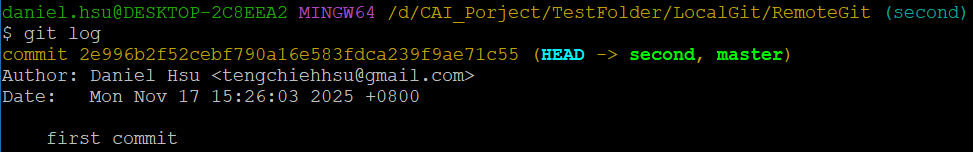 daniel.hsu@DESKTOP-2C8EEA2 MINGW64 /d/CAI_Porject/TestFolder/LocalGit/RemoteGit (second)
$ git log
commit 2e996b2f52cebf790a16e583fdca239f9ae71c55 (HEAD -> second, master)
Author: Daniel Hsu <tengchiehhsu@gmail.com>
Date:   Mon Nov 17 15:26:03 2025 +0800
    first commit